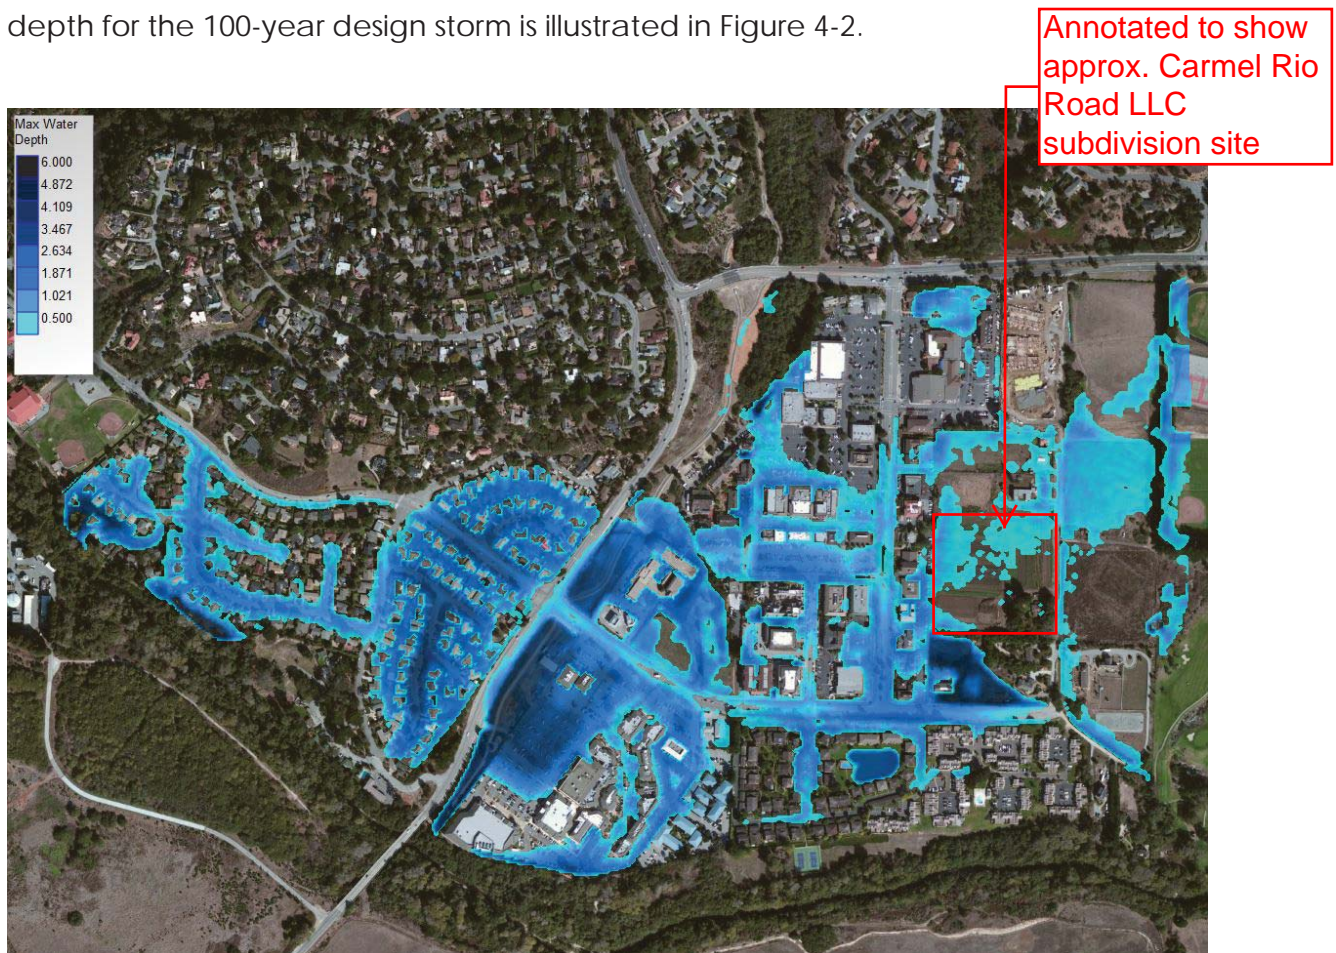 depth for the 100-year design storm is illustrated in Figure 4-2.
Annotated to show
approx. Carmel Rio
Road LLC
subdivision site
Max Water
Depth
6.000
4.872
4.109
3.467
2.634
1.871
1.021
0.500